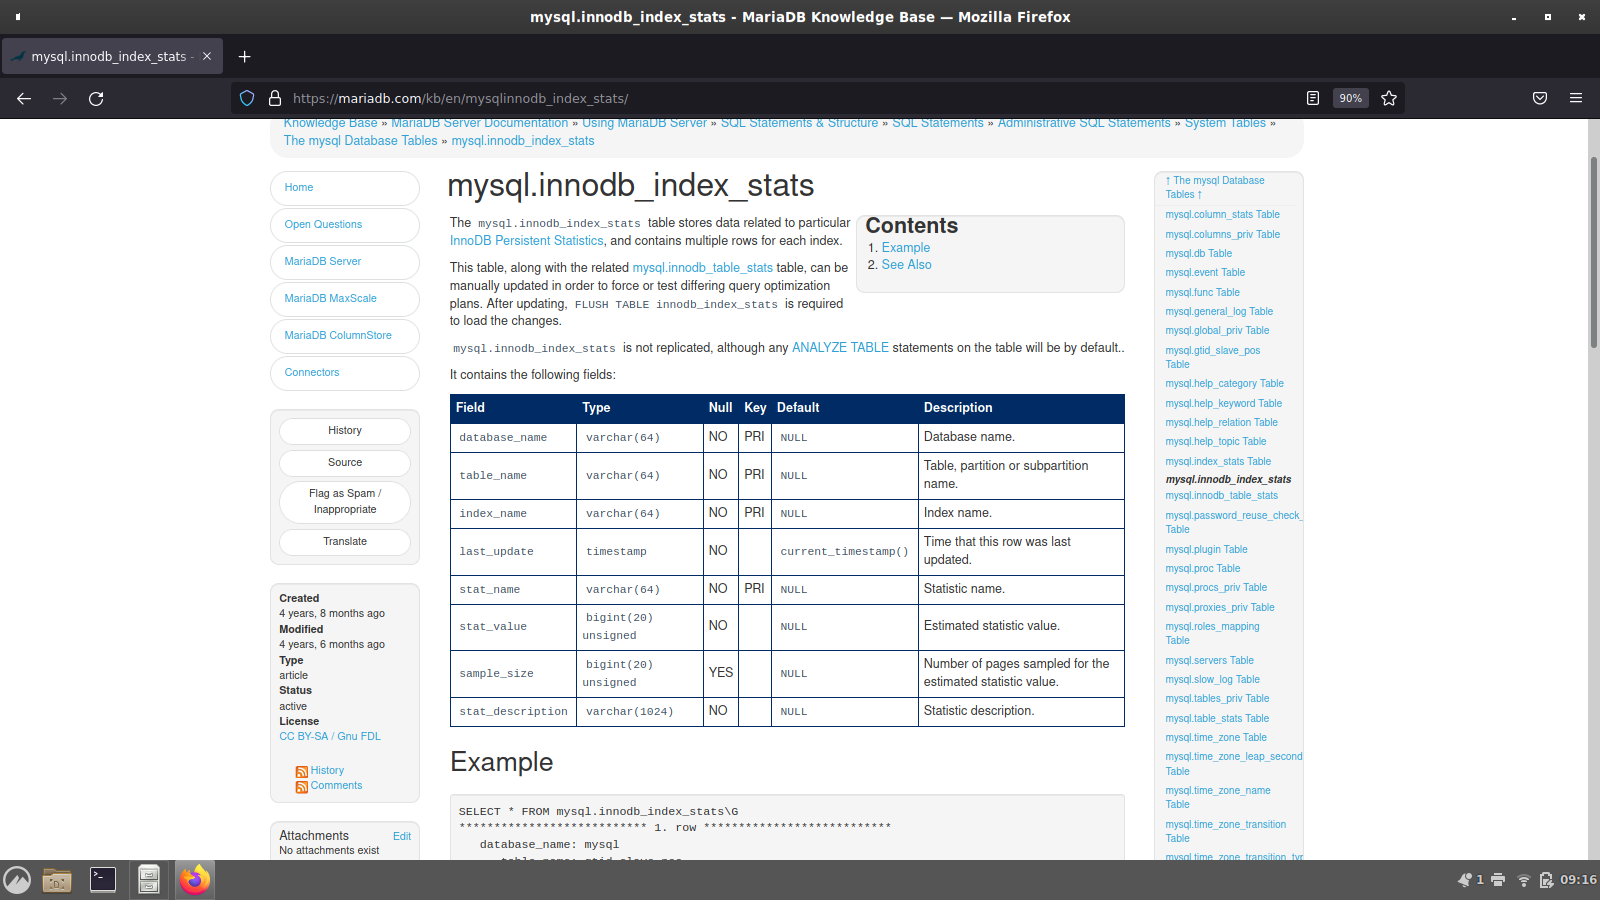 mysql.innodb_index_stats - MariaDB Knowledge Base — Mozilla Firefox
mysql.innodb_index_stats -
https://mariadb.com/kb/en/mysqlinnodb_index_stats/
90%
Knowledge Base » MariaDB Server Documentation » Using MariaDB Server » SQL Statements & Structure » SQL Statements » Administrative SQL Statements » System Tables »
The mysql Database Tables » mysql.innodb_index_stats
Home
Open Questions
MariaDB Server
MariaDB MaxScale
MariaDB ColumnStore
Connectors
History
Source
Flag as Spam /
Inappropriate
Translate
Created
4 years, 8 months ago
Modified
4 years, 6 months ago
Type
article
Status
active
License
CC BY-SA / Gnu FDL
History
Comments
Attachments Edit
No attachments exist
mysql.innodb_index_stats
The mysql.innodb_index_stats table stores data related to particular
InnoDB Persistent Statistics, and contains multiple rows for each index.
This table, along with the related mysql.innodb_table_stats table, can be
manually updated in order to force or test differing query optimization
plans. After updating, FLUSH TABLE innodb_index_stats is required
to load the changes.
Contents
1. Example
2. See Also
mysql.innodb_index_stats is not replicated, although any ANALYZE TABLE statements on the table will be by default..
It contains the following fields:
Field Type Null Key Default Description
database_name varchar(64) NO PRI NULL Database name.
table_name varchar(64) NO PRI NULL Table, partition or subpartition
name.
index_name varchar(64) NO PRI NULL Index name.
last_update timestamp NO current_timestamp() Time that this row was last
updated.
stat_name varchar(64) NO PRI NULL Statistic name.
stat_value bigint(20)
unsigned NO NULL Estimated statistic value.
sample_size bigint(20)
unsigned YES NULL Number of pages sampled for the
estimated statistic value.
stat_description varchar(1024) NO NULL Statistic description.
Example
SELECT * FROM mysql.innodb_index_stats\G
*************************** 1. row ***************************
database_name: mysql
table_name: gtid_slave_pos
↑ The mysql Database
Tables ↑
mysql.column_stats Table
mysql.columns_priv Table
mysql.db Table
mysql.event Table
mysql.func Table
mysql.general_log Table
mysql.global_priv Table
mysql.gtid_slave_pos
Table
mysql.help_category Table
mysql.help_keyword Table
mysql.help_relation Table
mysql.help_topic Table
mysql.index_stats Table
mysql.innodb_index_stats
mysql.innodb_table_stats
mysql.password_reuse_check_
Table
mysql.plugin Table
mysql.proc Table
mysql.procs_priv Table
mysql.proxies_priv Table
mysql.roles_mapping
Table
mysql.servers Table
mysql.slow_log Table
mysql.tables_priv Table
mysql.table_stats Table
mysql.time_zone Table
mysql.time_zone_leap_second
Table
mysql.time_zone_name
Table
mysql.time_zone_transition
Table
mysql.time_zone_transition_typ
1
09:16